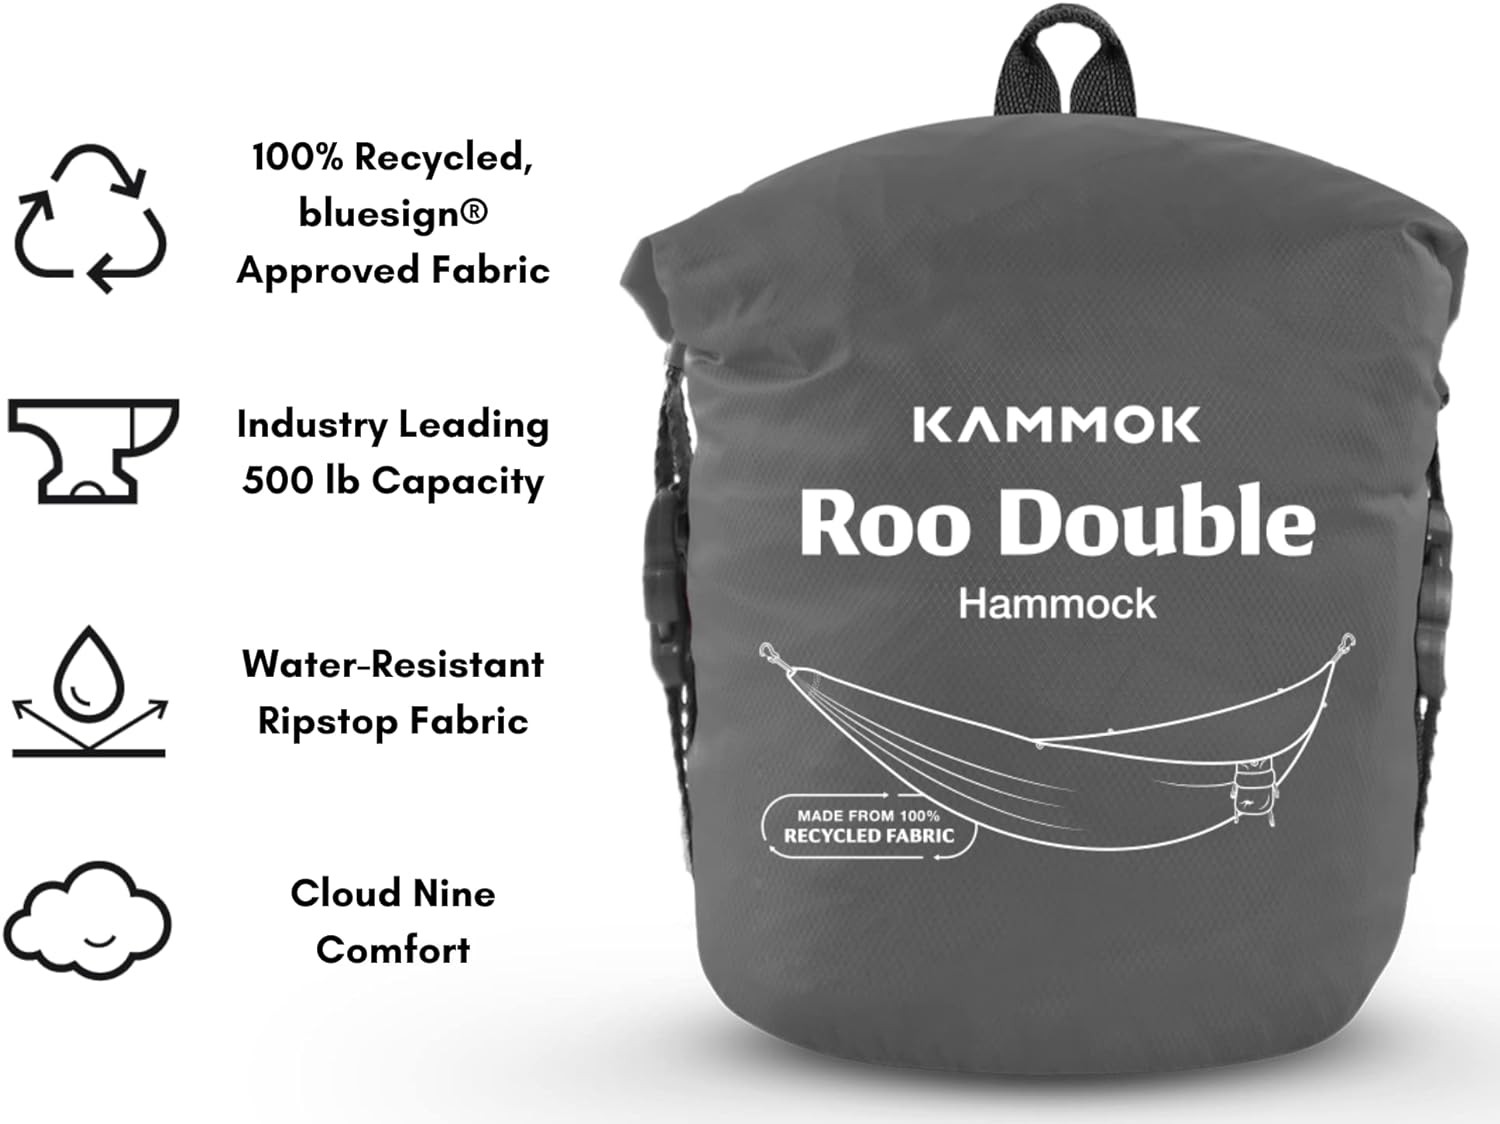 100% Recycled,
bluesign®
Approved Fabric
Industry Leading
500 lb Capacity
Water-Resistant
Ripstop Fabric
Cloud Nine
Comfort
KAMMOK
Roo Double
Hammock
MADE FROM 100%
RECYCLED FABRIC